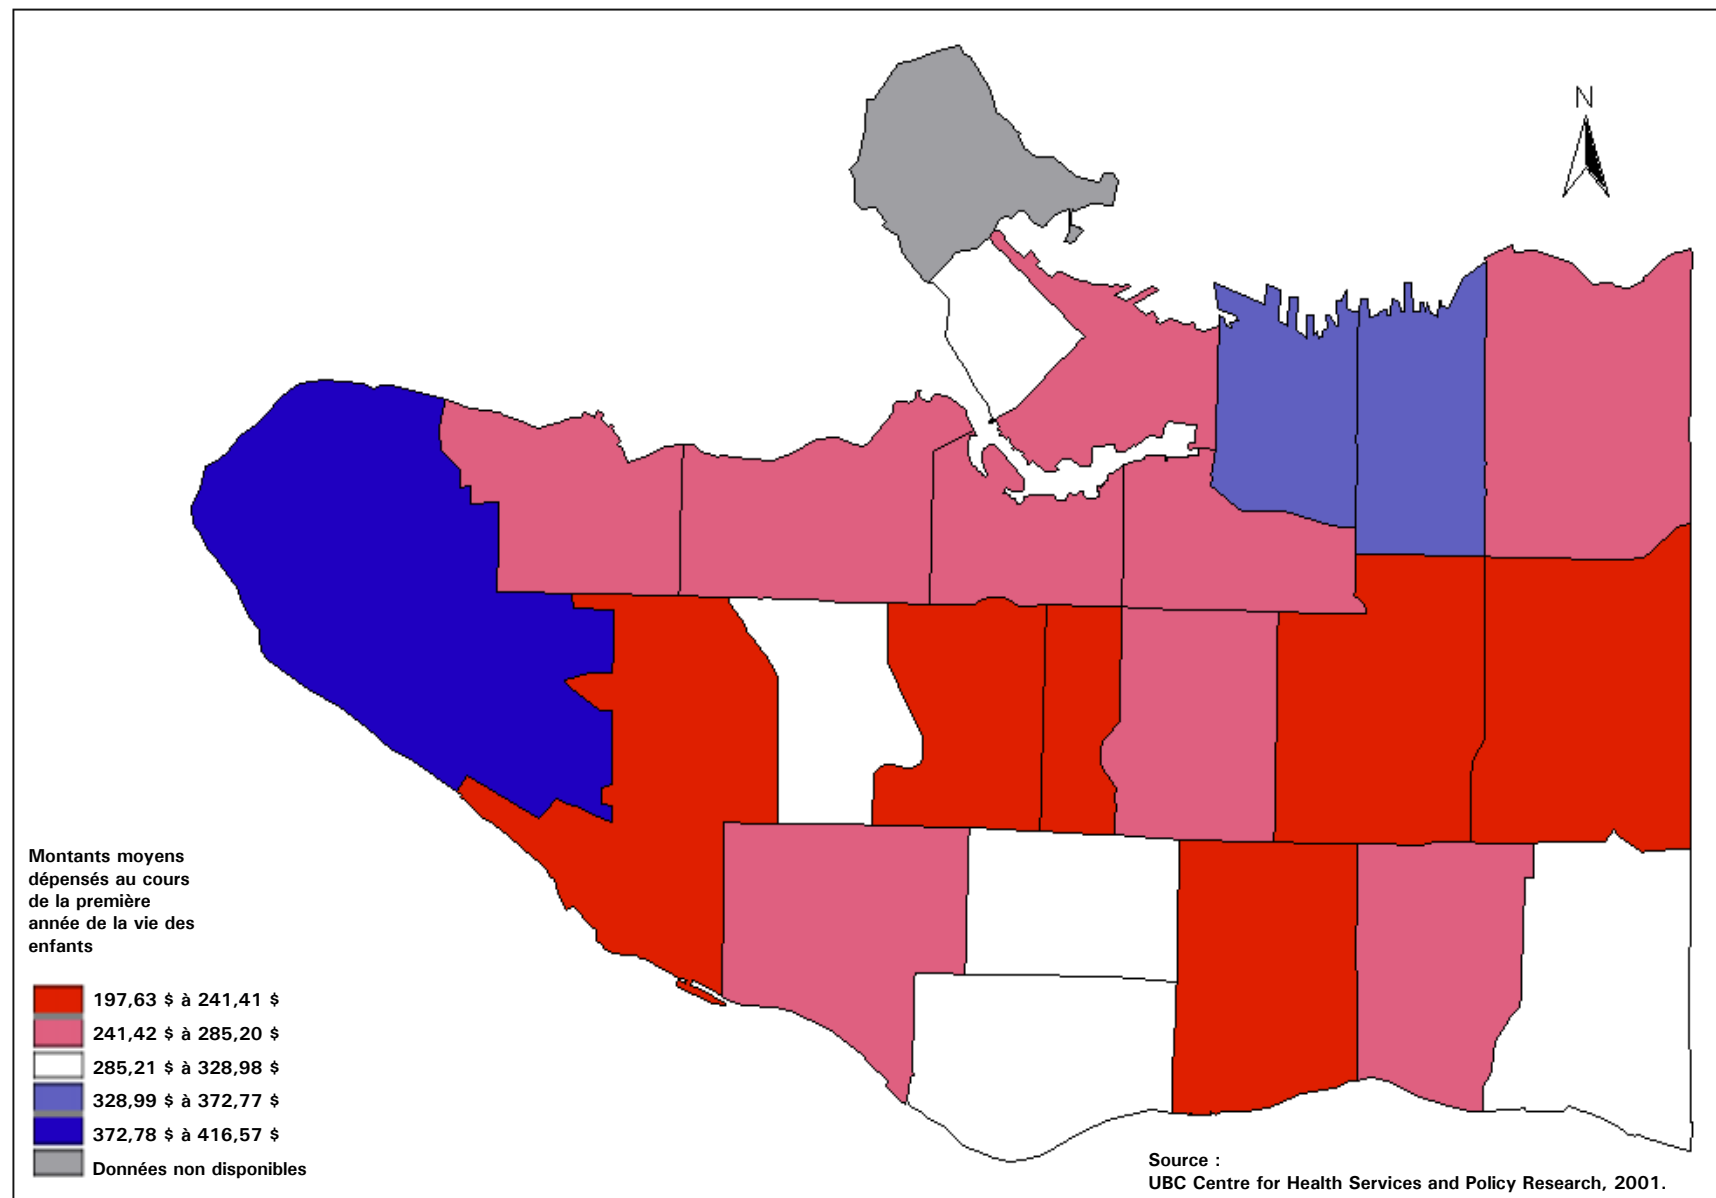 N
Montants moyens
dépensés au cours
de la première
année de la vie des
enfants
197,63 $ à 241,41 $
241,42 $ à 285,20 $
285,21 $ à 328,98 $
328,99 $ à 372,77 $
372,78 $ à 416,57 $
Données non disponibles
Source :
UBC Centre for Health Services and Policy Research, 2001.